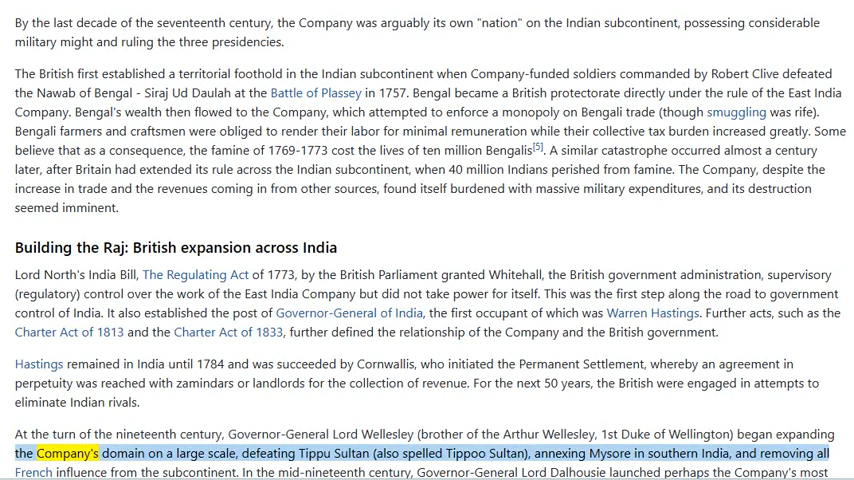 By the last decade of the seventeenth century, the Company was arguably its own "nation" on the Indian subcontinent, possessing considerable
military might and ruling the three presidencies.
The British first established a territorial foothold in the Indian subcontinent when Company-funded soldiers commanded by Robert Clive defeated
the Nawab of Bengal - Siraj Ud Daulah at the Battle of Plassey in 1757. Bengal became a British protectorate directly under the rule of the East India
Company. Bengal's wealth then flowed to the Company, which attempted to enforce a monopoly on Bengali trade (though smuggling was rife).
Bengali farmers and craftsmen were obliged to render their labor for minimal remuneration while their collective tax burden increased greatly. Some
believe that as a consequence, the famine of 1769-1773 cost the lives of ten million Bengalis[5]. A similar catastrophe occurred almost a century
later, after Britain had extended its rule across the Indian subcontinent, when 40 million Indians perished from famine. The Company, despite the
increase in trade and the revenues coming in from other sources, found itself burdened with massive military expenditures, and its destruction
seemed imminent.
Building the Raj: British expansion across India
Lord North's India Bill, The Regulating Act of 1773, by the British Parliament granted Whitehall, the British government administration, supervisory
(regulatory) control over the work of the East India Company but did not take power for itself. This was the first step along the road to government
control of India. It also established the post of Governor-General of India, the first occupant of which was Warren Hastings. Further acts, such as the
Charter Act of 1813 and the Charter Act of 1833, further defined the relationship of the Company and the British government.
Hastings remained in India until 1784 and was succeeded by Cornwallis, who initiated the Permanent Settlement, whereby an agreement in
perpetuity was reached with zamindars or landlords for the collection of revenue. For the next 50 years, the British were engaged in attempts to
eliminate Indian rivals.
At the turn of the nineteenth century, Governor-General Lord Wellesley (brother of the Arthur Wellesley, 1st Duke of Wellington) began expanding
the Company's domain on a large scale, defeating Tippu Sultan (also spelled Tippoo Sultan), annexing Mysore in southern India, and removing all
French influence from the subcontinent. In the mid-nineteenth century, Governor-General Lord Dalhousie launched perhaps the Company's most